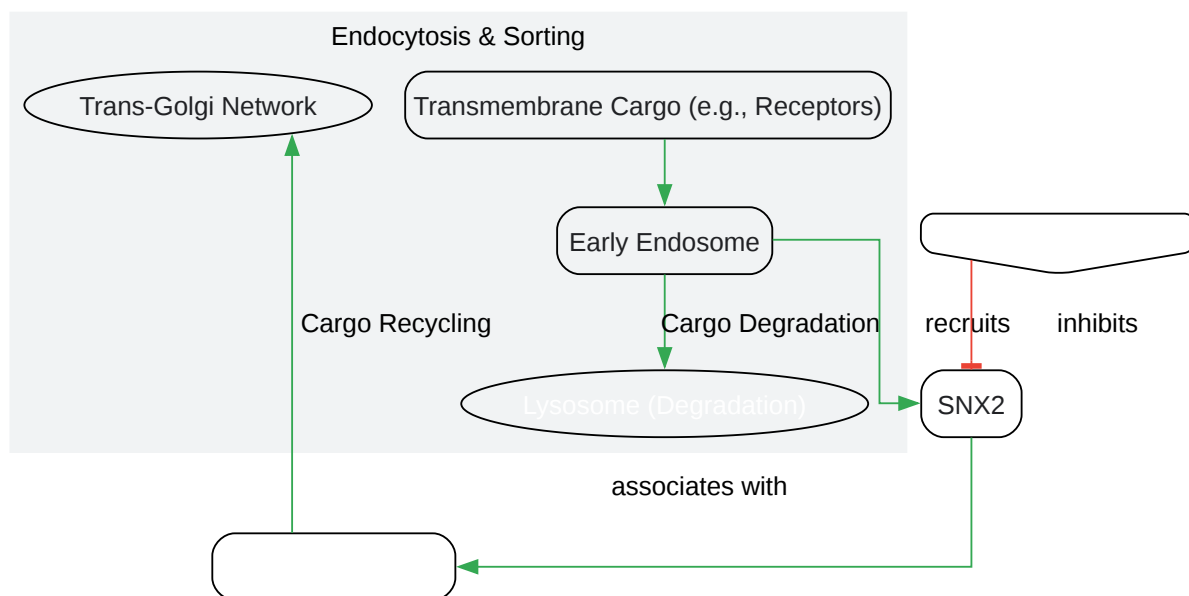 Endocytosis & Sorting
Trans-Golgi Network
Transmembrane Cargo (e.g., Receptors)
Early Endosome
Cargo Recycling
Cargo Degradation
recruits
inhibits
Lysosome (Degradation)
SNX2
associates with